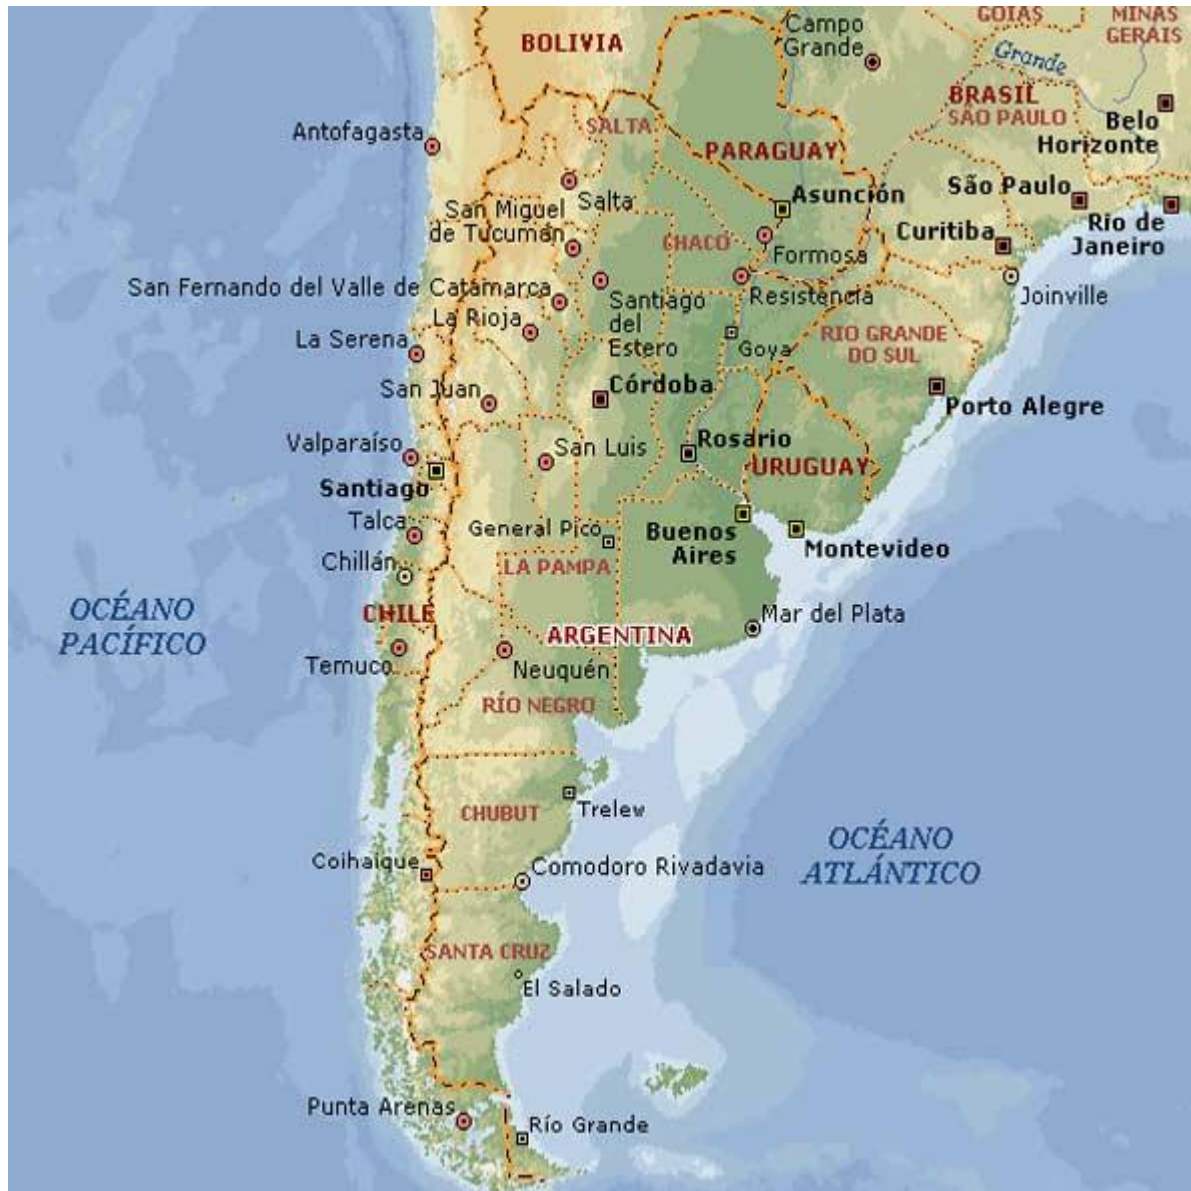 GOIÁS
MINAS
GERAIS
Campo
Grande
BOLIVIA
Grande
BRASIL
SÃO PAULO
Belo
Horizonte
Antofagasta
SALTA
PARAGUAY
São Paulo
Asunción
Salta
San Miguel
de Tucumán
Río de
Janeiro
Curitiba
CHACO
Formosa
San Fernando del Valle de Catamarca
Santiago
del
Estero
Resistencia
Joinville
La Rioja
La Serena
Goya
RIO GRANDE
DO SUL
San Juan
Córdoba
Porto Alegre
Valparaíso
San Luis
Rosario
URUGUAY
Santiago
Talca
General Pico
Buenos
Aires
Montevideo
Chillán
LA PAMPA
OCÉANO
PACÍFICO
CHILE
Mar del Plata
ARGENTINA
Temuco
Neuquén
RÍO NEGRO
CHUBUT
Trelew
OCÉANO
ATLÁNTICO
Coihaique
Comodoro Rivadavia
SANTA CRUZ
El Salado
Punta Arenas
Río Grande